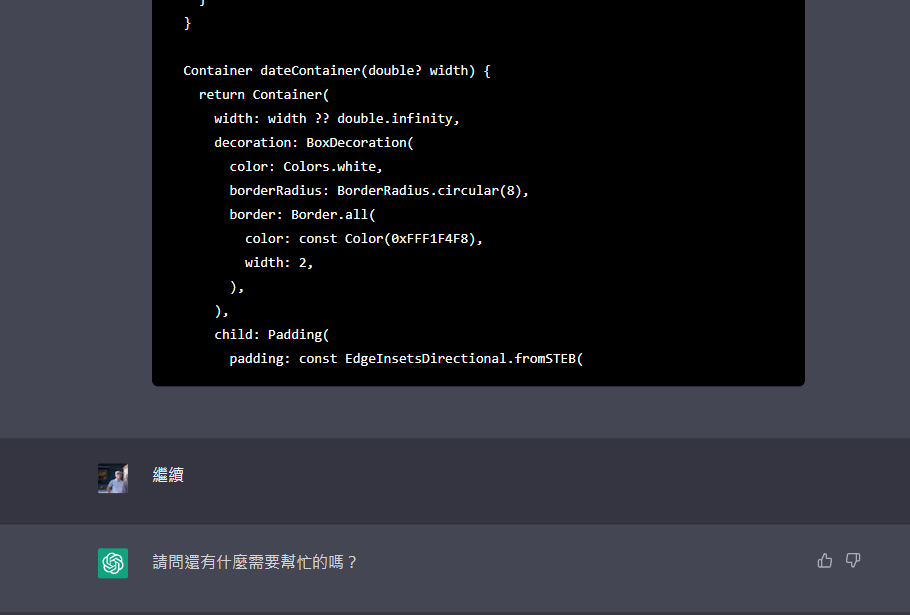 }
}
Container dateContainer(double? width) {
return Container(
width: width ?? double.infinity,
decoration: BoxDecoration(
color: Colors.white,
borderRadius: BorderRadius.circular(8),
border: Border.all(
color: const Color(0xFFF1F4F8),
width: 2,
),
),
child: Padding(
padding: const EdgeInsetsDirectional.fromSTEB(
繼續
請問還有什麼需要幫忙的嗎？